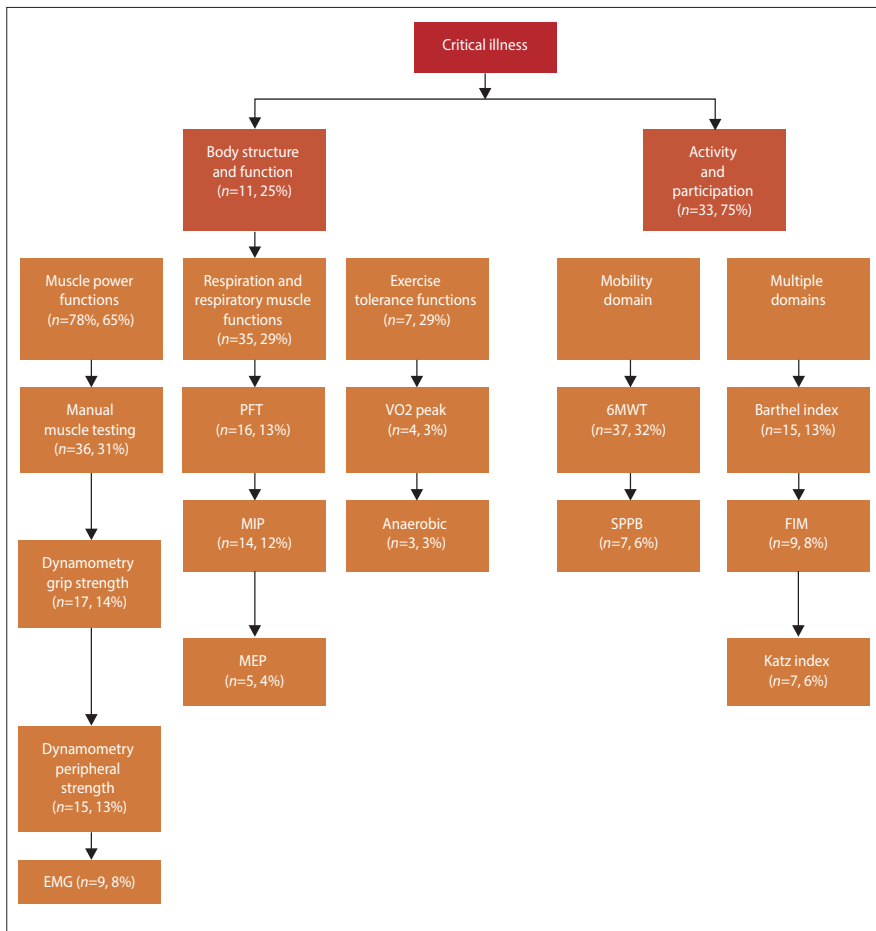 Critical illness
Body structure
and function
(n=11, 25%)
Activity
and
participation
(n=33, 75%)
Muscle power
functions
(n=78%, 65%)
Respiration and
respiratory muscle
functions
(n=35, 29%)
Exercise
tolerance functions
(n=7, 29%)
Mobility
domain
Multiple
domains
Manual
muscle testing
(n=36, 31%)
PFT
(n=16, 13%)
VO2 peak
(n=4, 3%)
6MWT
(n=37, 32%)
Barthel index
(n=15, 13%)
MIP
(n=14, 12%)
Anaerobic
(n=3, 3%)
SPPB
(n=7, 6%)
FIM
(n=9, 8%)
Dynamometry
grip strength
(n=17, 14%)
MEP
(n=5, 4%)
Katz index
(n=7, 6%)
Dynamometry
peripheral
strength
(n=15, 13%)
EMG (n=9, 8%)